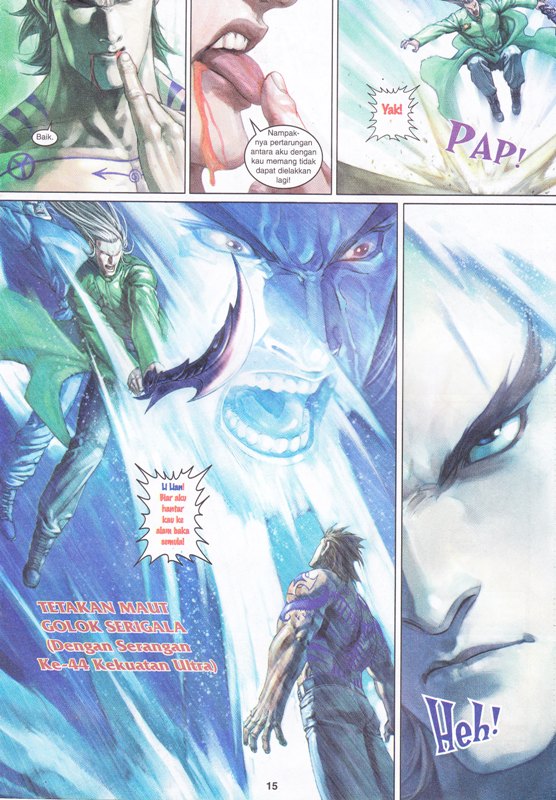 Baik.
Nampak-
nya pertarungan
antara aku dengan
kau memang tidak
dapat dielakkan
lagi!
Yak!
PAP!
Li Lian!
Biar aku
hantar
kau ke
alam baka
semula!
TETAKAN MAUT
GOLOK SERIGALA
(Dengan Serangan
Ke-44 Kekuatan Ultra)
Heh!
15